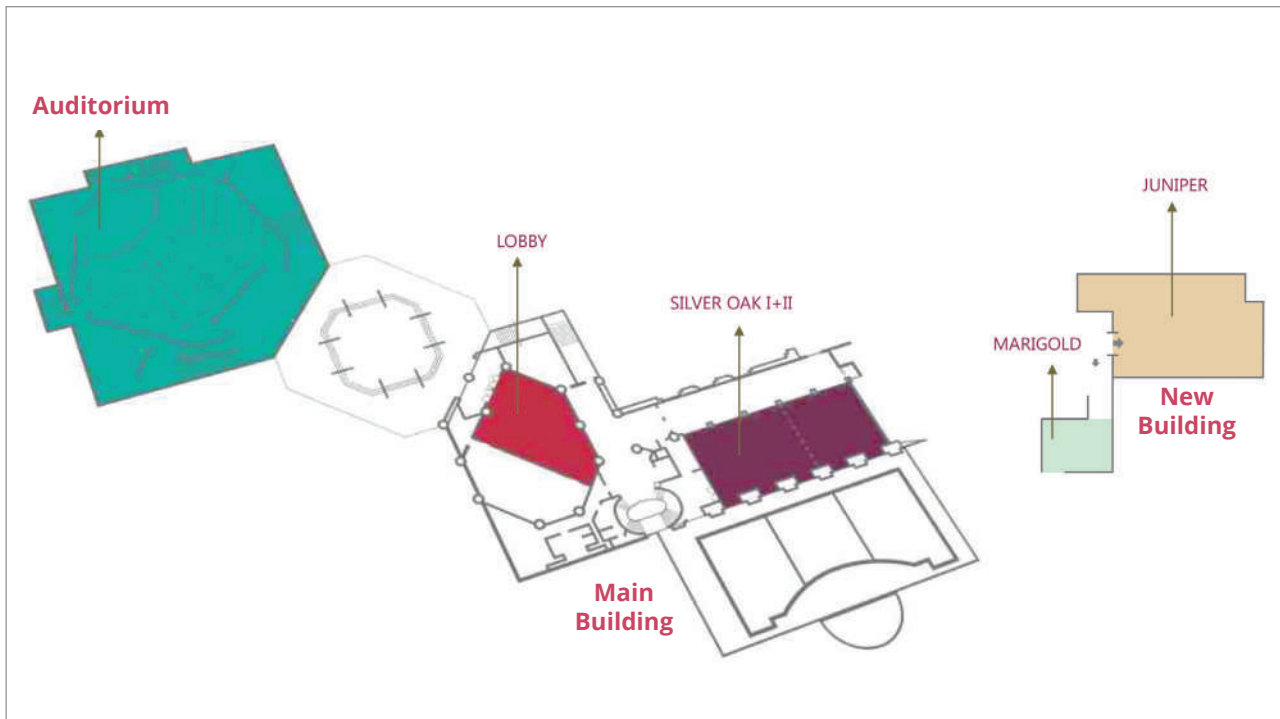 Auditorium
LOBBY
SILVER OAK I+II
JUNIPER
MARIGOLD
New
Building
Main
Building